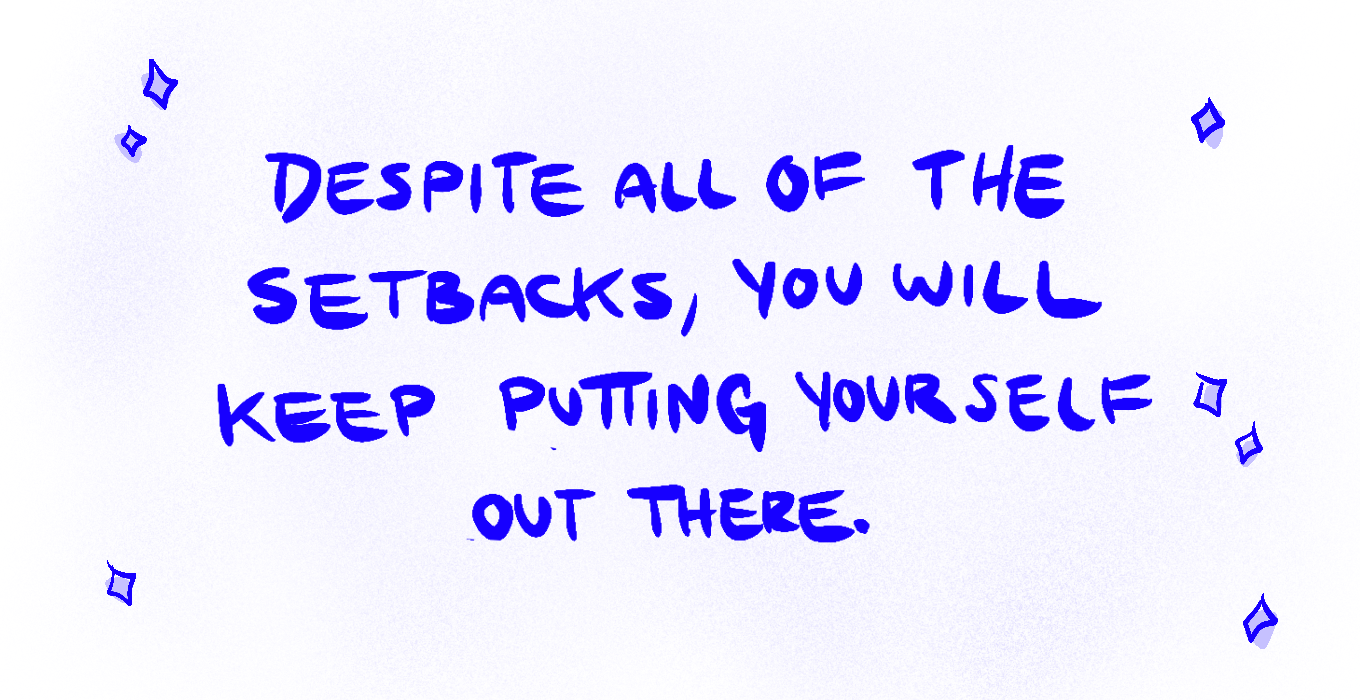 DESPITE ALL OF THE
SETBACKS, YOU WILL
KEEP PUTTING YOURSELF
OUT THERE.